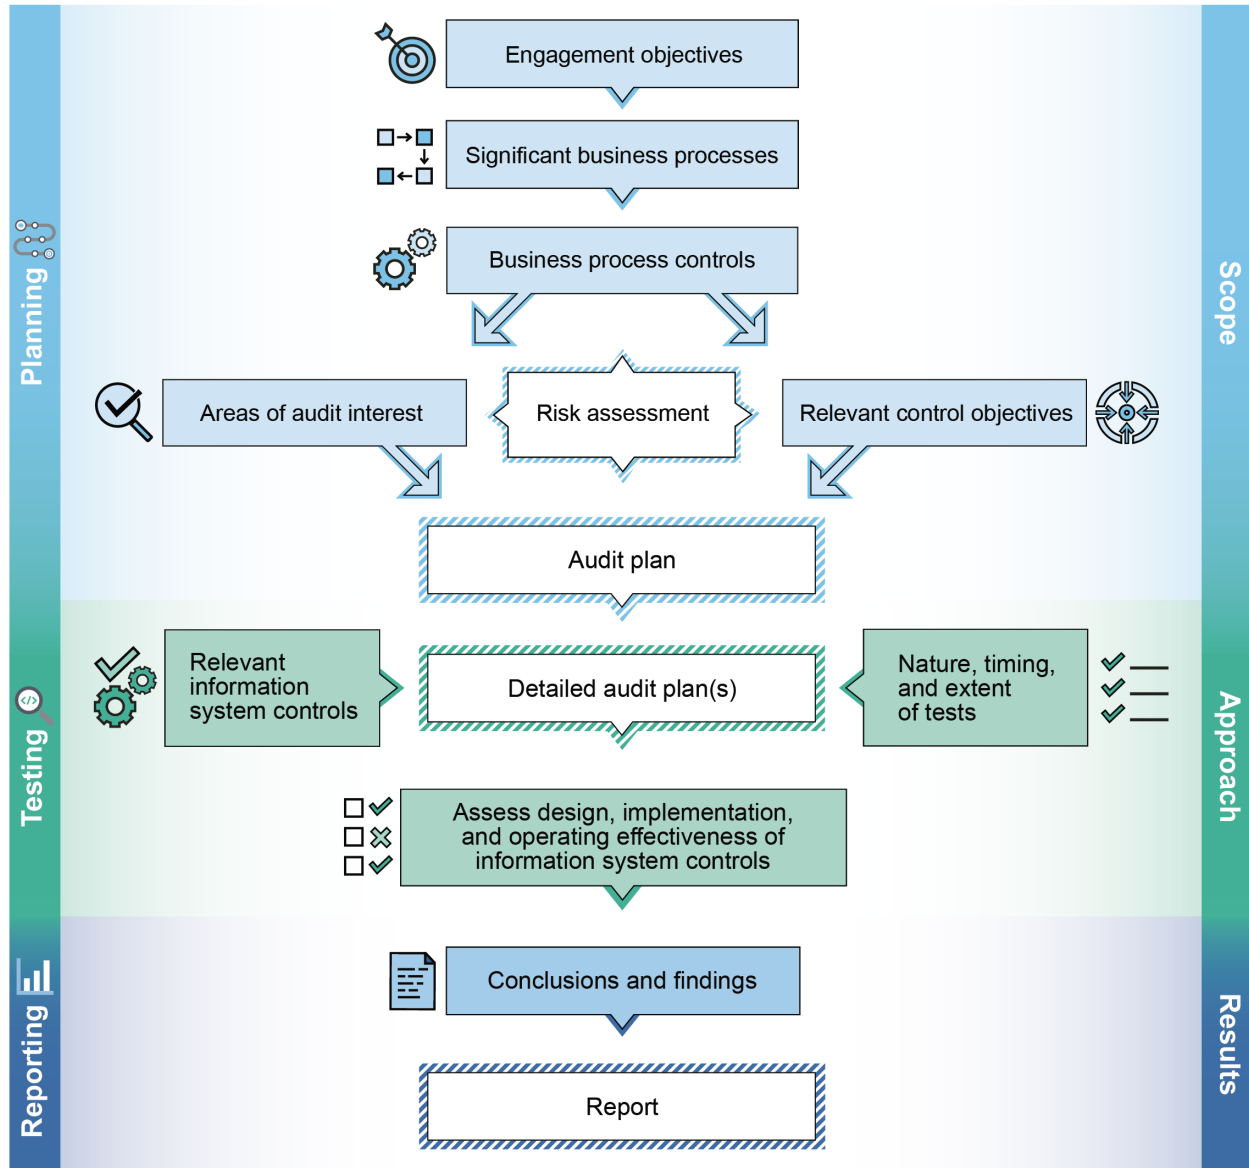 Engagement objectives
Significant business processes
Business process controls
Planning
Scope
Areas of audit interest
Risk assessment
Relevant control objectives
Audit plan
Relevant
information
system controls
Detailed audit plan(s)
Nature, timing,
and extent
of tests
Testing
</>
Approach
Assess design, implementation,
and operating effectiveness of
information system controls
Conclusions and findings
Reporting
Results
Report